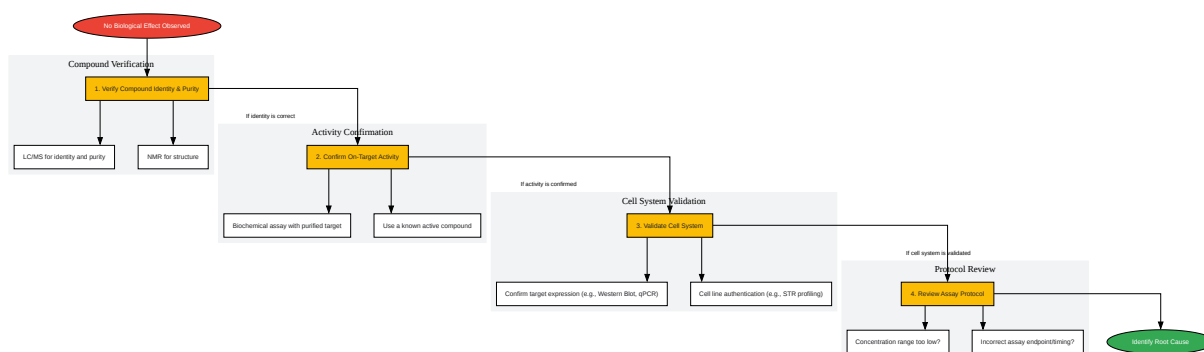 No Biological Effect Observed
Compound Verification
1. Verify Compound Identity & Purity
LC/MS for identity and purity
NMR for structure
If identity is correct
Activity Confirmation
2. Confirm On-Target Activity
Biochemical assay with purified target
Use a known active compound
If activity is confirmed
Cell System Validation
3. Validate Cell System
Confirm target expression (e.g., Western Blot, qPCR)
Cell line authentication (e.g., STR profiling)
If cell system is validated
Protocol Review
4. Review Assay Protocol
Concentration range too low?
Incorrect assay endpoint/timing?
Identify Root Cause